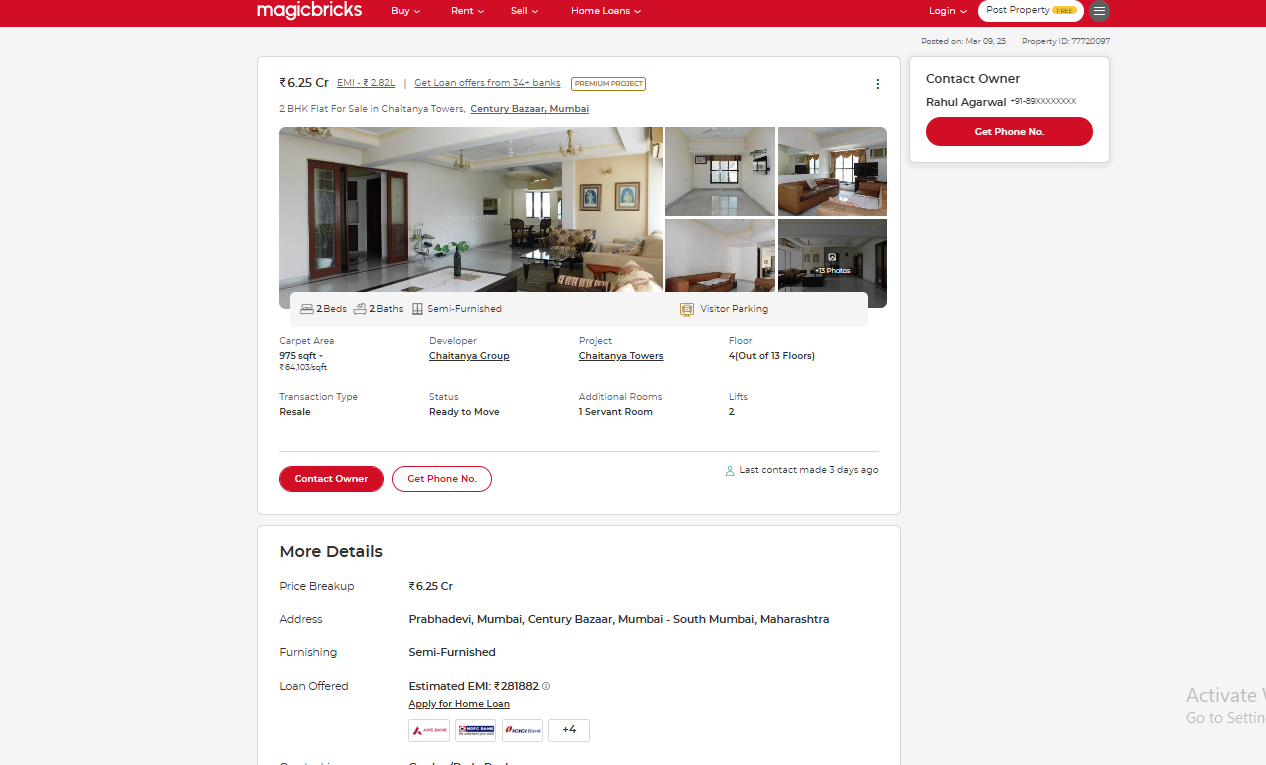 magicbricks Buy Rent Sell Home Loans Login Post Property FREE
Posted on: Mar 09, 25 Property ID: 77720097
₹6.25 Cr EMI - ₹ 2.82L | Get Loan offers from 34+ banks PREMIUM PROJECT
2 BHK Flat For Sale in Chaitanya Towers, Century Bazaar, Mumbai
Contact Owner
Rahul Agarwal +91-89XXXXXXXX
Get Phone No.
magicbricks
+13 Photos
2 Beds 2 Baths Semi-Furnished Visitor Parking
Carpet Area Developer Project Floor
975 sqft - Chaitanya Group Chaitanya Towers 4(Out of 13 Floors)
₹64,103/sqft
Transaction Type Status Additional Rooms Lifts
Resale Ready to Move 1 Servant Room 2
Contact Owner Get Phone No. Last contact made 3 days ago
More Details
Price Breakup ₹6.25 Cr
Address Prabhadevi, Mumbai, Century Bazaar, Mumbai - South Mumbai, Maharashtra
Furnishing Semi-Furnished
Loan Offered Estimated EMI: ₹281882
Apply for Home Loan
AXIS BANK HDFC BANK ICICI Bank +4
Activate
Go to Settin